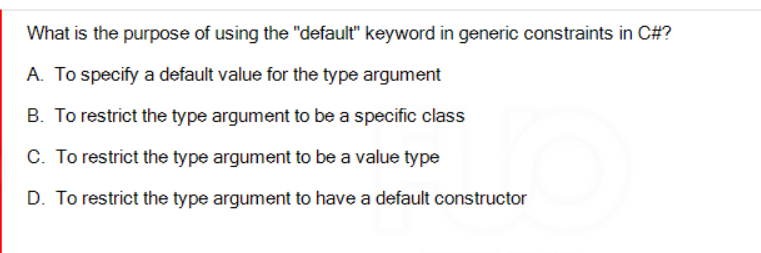 What is the purpose of using the "default" keyword in generic constraints in C#?
A. To specify a default value for the type argument
B. To restrict the type argument to be a specific class
C. To restrict the type argument to be a value type
D. To restrict the type argument to have a default constructor